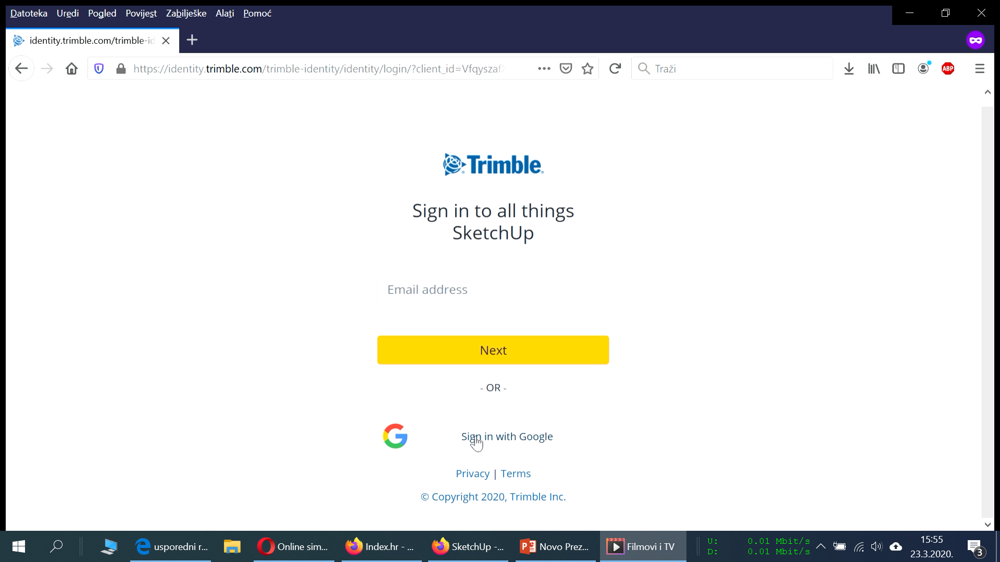 Datoteka Uredi Pogled Povijest Zabilješke Alati Pomoć
identity.trimble.com/trimble-id
https://identity.trimble.com/trimble-identity/identity/login/?client_id=Vfqyszaf
Traži
ABP
Trimble
Sign in to all things
SketchUp
Email address
Next
- OR -
Sign in with Google
Privacy | Terms
© Copyright 2020, Trimble Inc.
usporedni r...
Online sim...
Index.hr - ...
SketchUp -...
Novo Prez...
Filmovi i TV
U: 0.01 Mbit/s
D: 0.01 Mbit/s
15:55
23.3.2020.
3